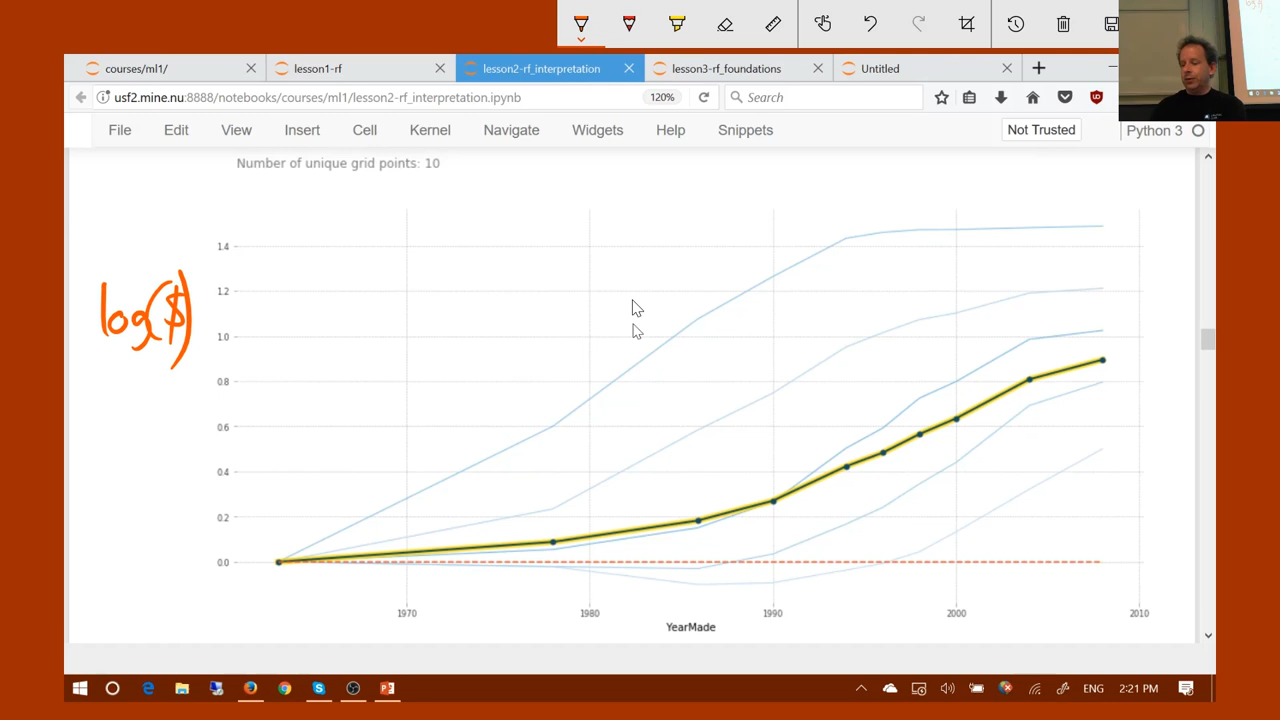 courses/ml1/
lesson1-rf
lesson2-rf_interpretation
lesson3-rf_foundations
Untitled
usf2.mine.nu:8888/notebooks/courses/ml1/lesson2-rf_interpretation.ipynb
120%
Search
File Edit View Insert Cell Kernel Navigate Widgets Help Snippets
Not Trusted
Python 3
Number of unique grid points: 10
1.4
1.2
1.0
0.8
0.6
0.4
0.2
0.0
log($)
1970 1980 1990 2000 2010
YearMade
ENG 2:21 PM